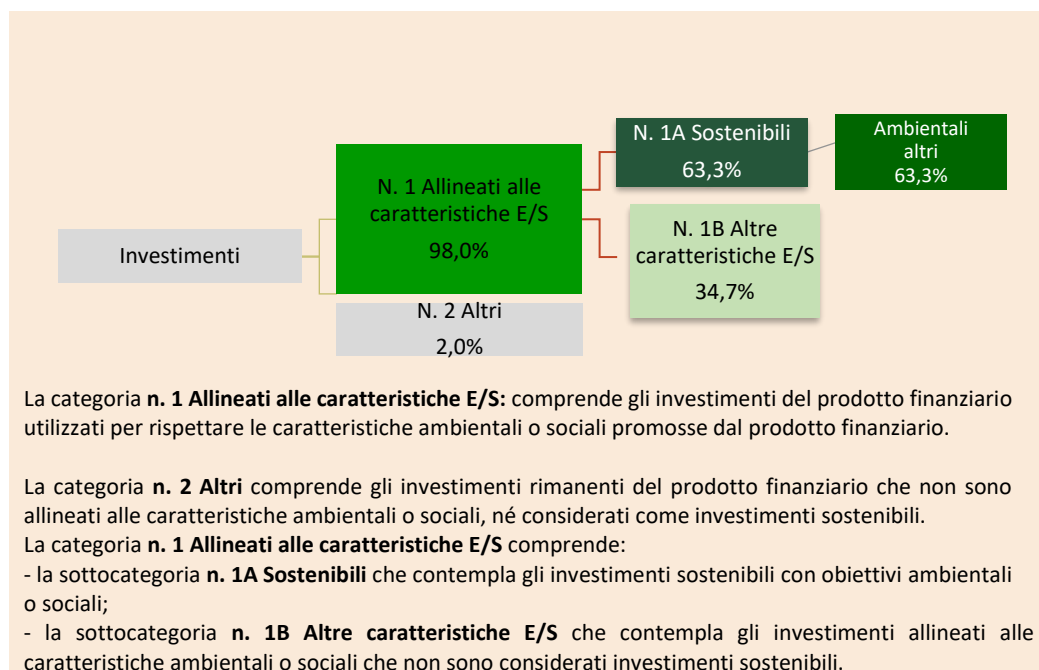 N. 1A Sostenibili
63,3%
Ambientali
altri
63,3%
N. 1 Allineati alle
caratteristiche E/S
98,0%
N. 1B Altre
caratteristiche E/S
34,7%
Investimenti
N. 2 Altri
2,0%
La categoria n. 1 Allineati alle caratteristiche E/S: comprende gli investimenti del prodotto finanziario
utilizzati per rispettare le caratteristiche ambientali o sociali promosse dal prodotto finanziario.
La categoria n. 2 Altri comprende gli investimenti rimanenti del prodotto finanziario che non sono
allineati alle caratteristiche ambientali o sociali, né considerati come investimenti sostenibili.
La categoria n. 1 Allineati alle caratteristiche E/S comprende:
- la sottocategoria n. 1A Sostenibili che contempla gli investimenti sostenibili con obiettivi ambientali
o sociali;
- la sottocategoria n. 1B Altre caratteristiche E/S che contempla gli investimenti allineati alle
caratteristiche ambientali o sociali che non sono considerati investimenti sostenibili.